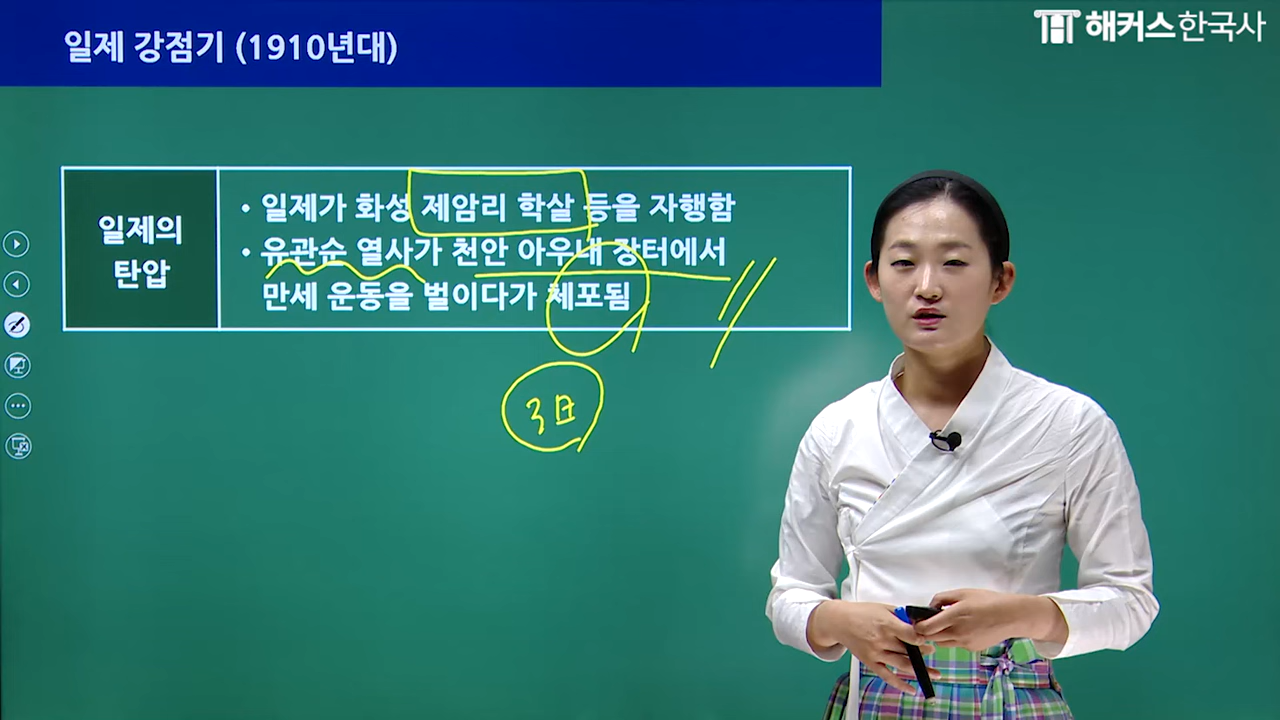 일제 강점기 (1910년대)
해커스한국사
일제의
탄압
• 일제가 화성 제암리 학살 등을 자행함
• 유관순 열사가 천안 아우내 장터에서
만세 운동을 벌이다가 체포됨
3日